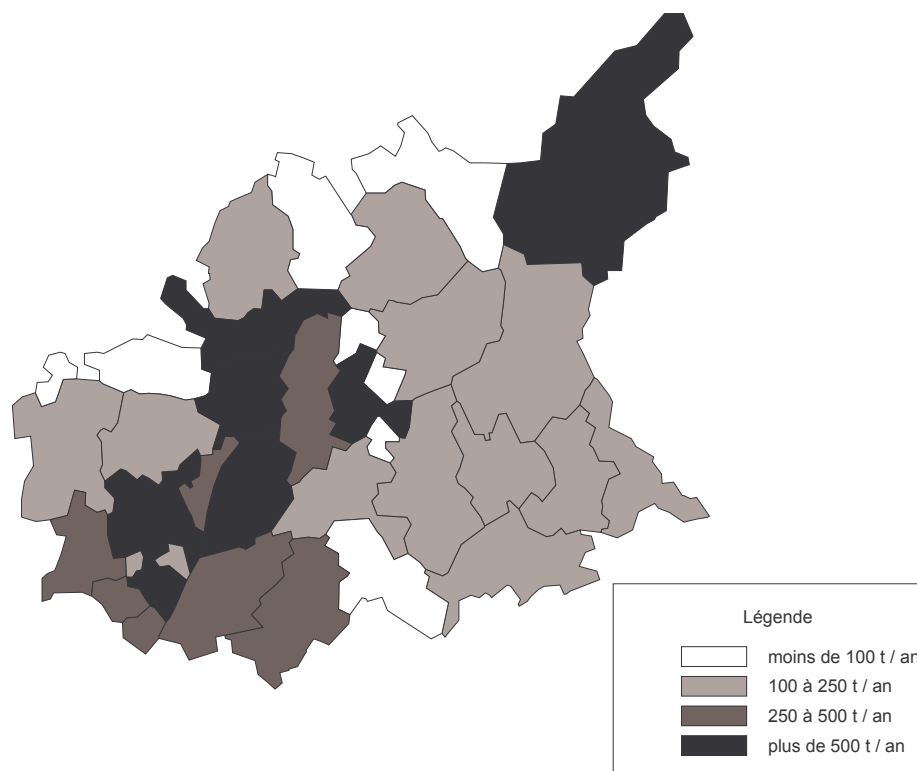 Légende
moins de 100 t / an
100 à 250 t / an
250 à 500 t / an
plus de 500 t / an